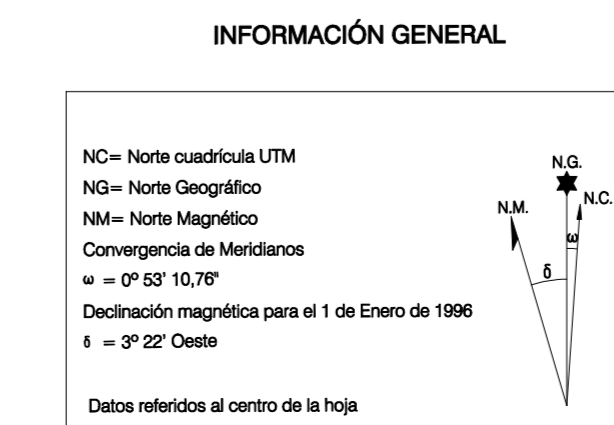 INFORMACIÓN GENERAL
NC= Norte cuadrícula UTM
NG= Norte Geográfico
NM= Norte Magnético
Convergencia de Meridianos
ω = 0º 53' 10,76"
Declinación magnética para el 1 de Enero de 1996
δ = 3º 22' Oeste
Datos referidos al centro de la hoja
N.G.
N.C.
N.M.
ω
δ